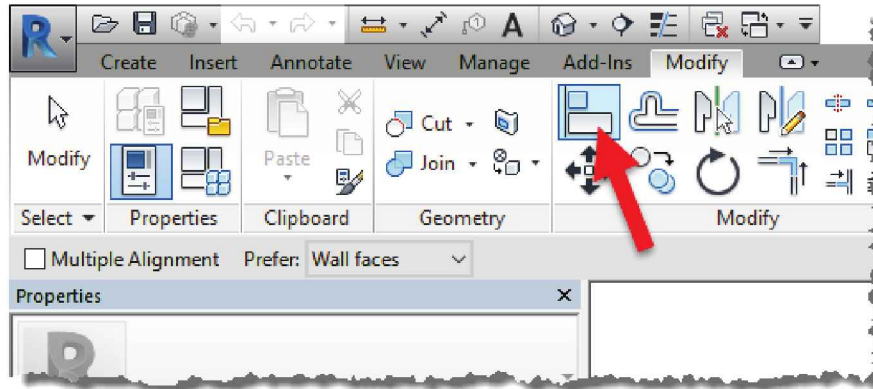 R
A
Create Insert Annotate View Manage Add-Ins Modify
Cut
Modify Paste Join
Select Properties Clipboard Geometry Modify
Multiple Alignment Prefer: Wall faces
Properties
R